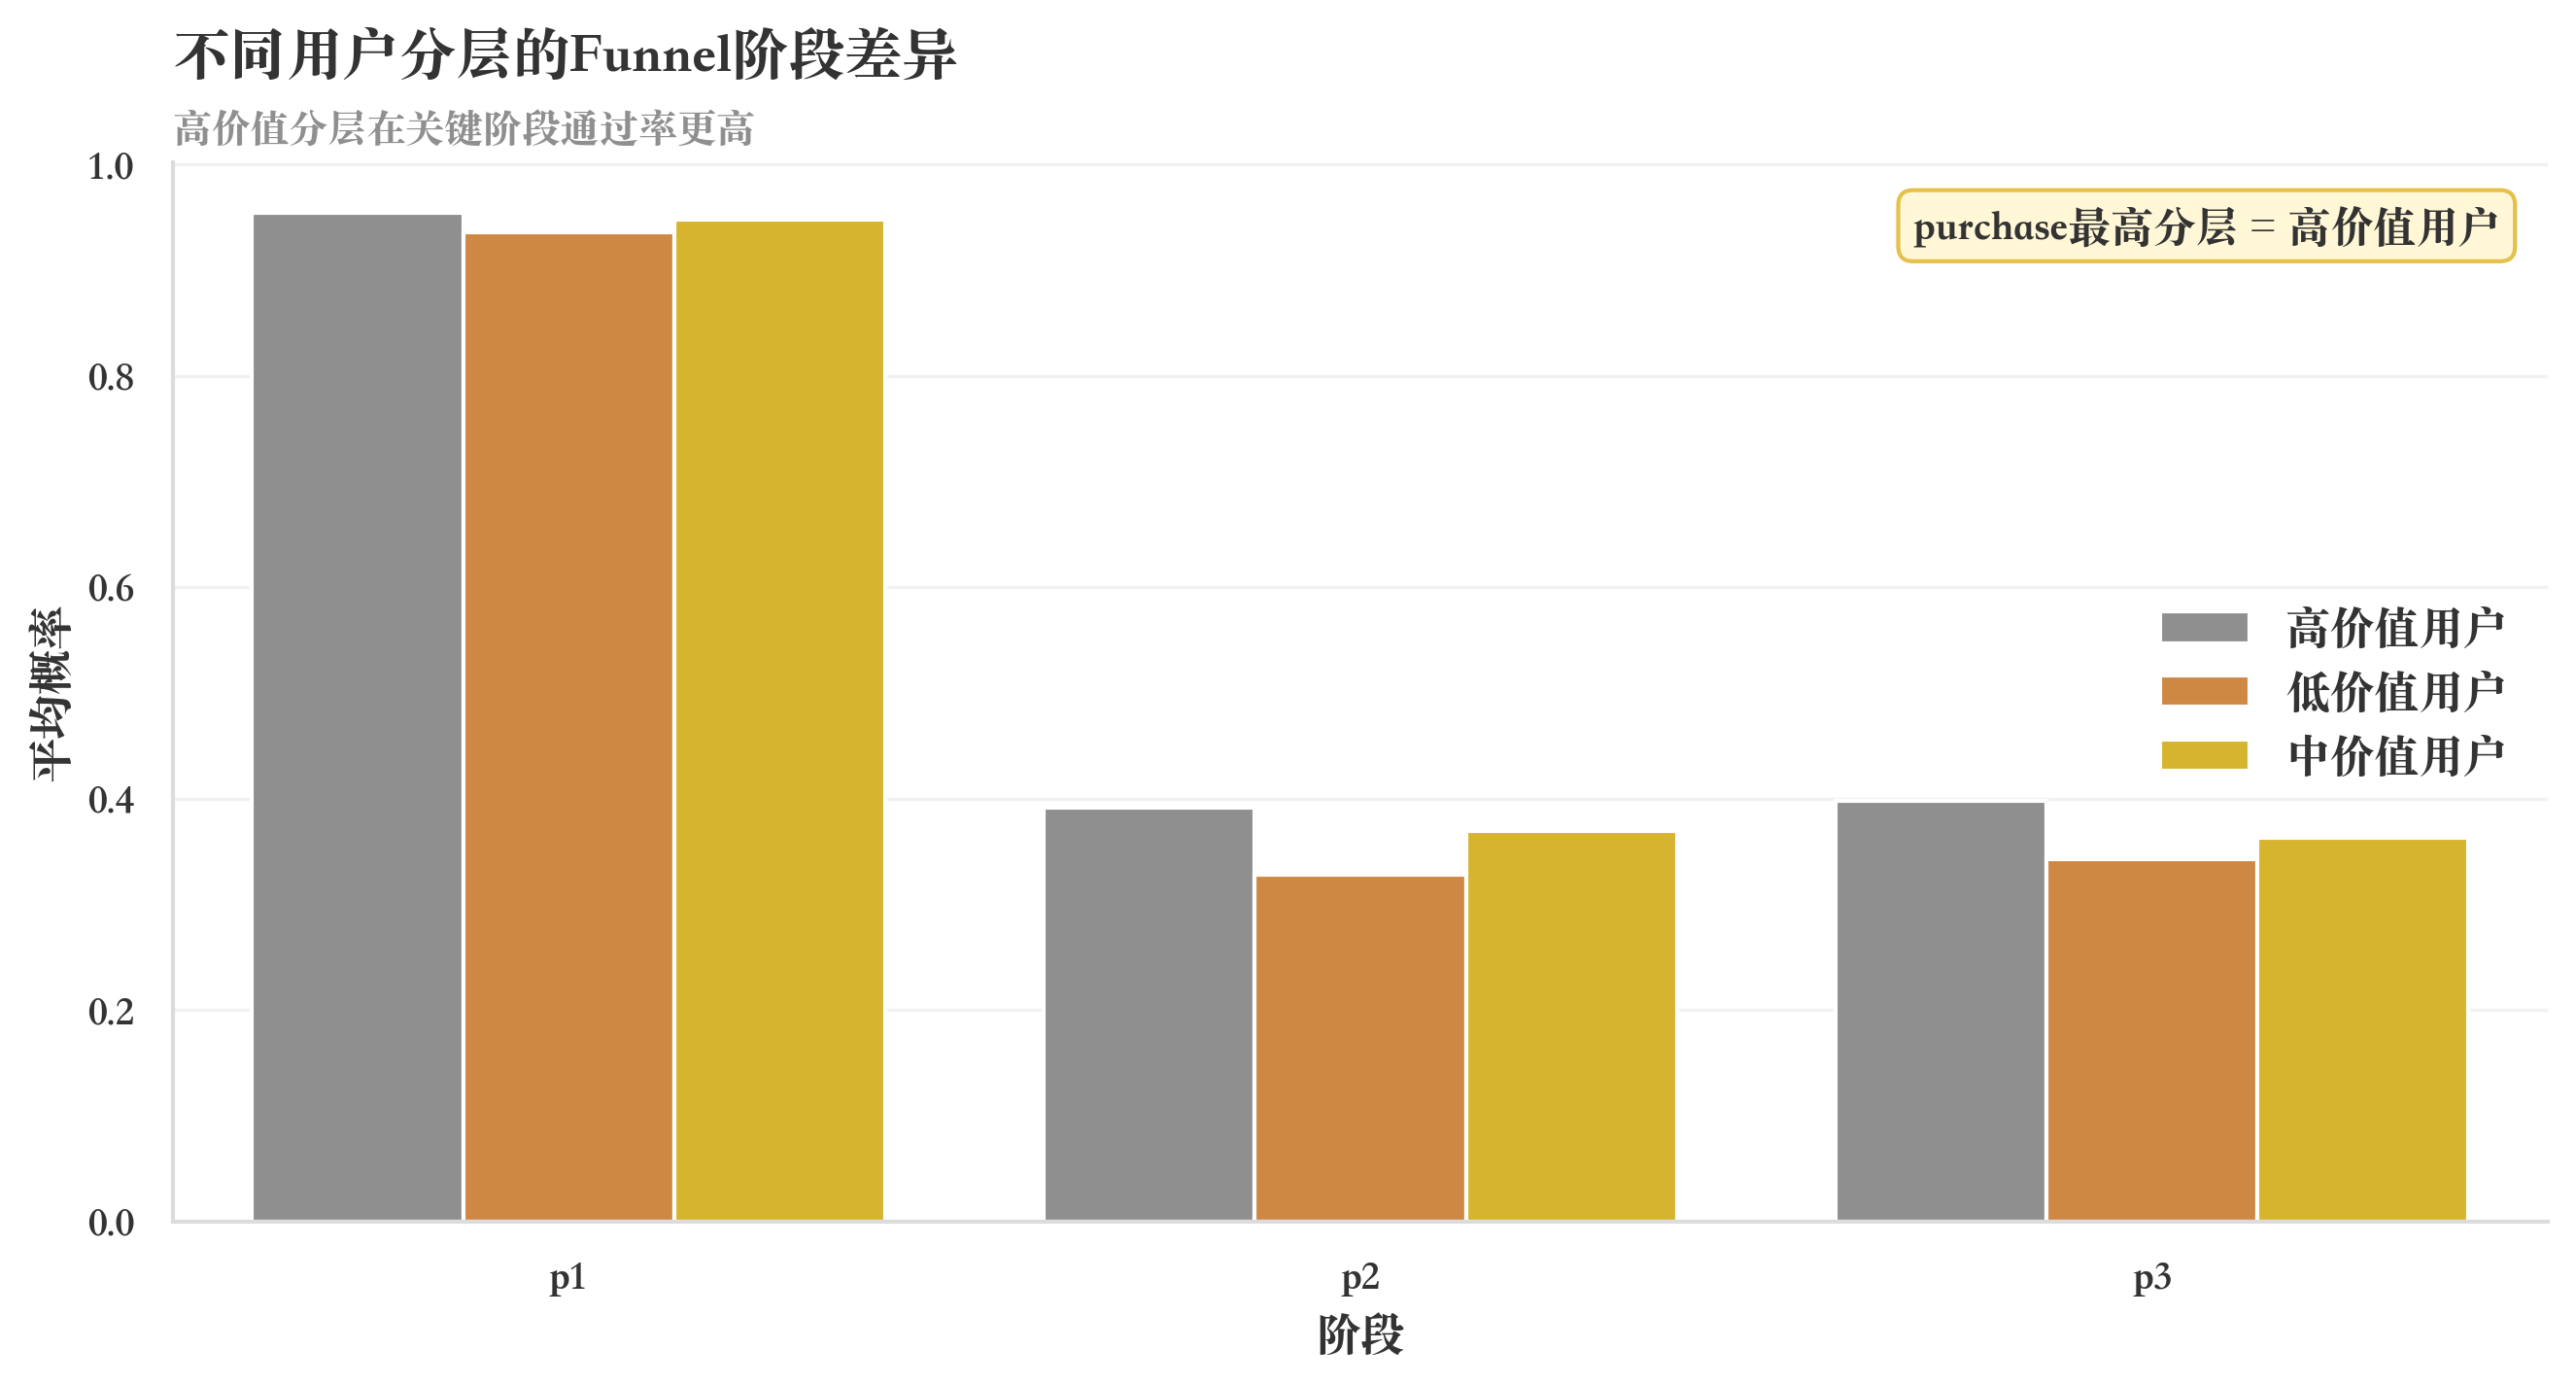 不同用户分层的Funnel阶段差异
高价值分层在关键阶段通过率更高
purchase最高分层 = 高价值用户
平均概率
1.0
0.8
0.6
0.4
0.2
0.0
高价值用户
低价值用户
中价值用户
p1
p2
p3
阶段